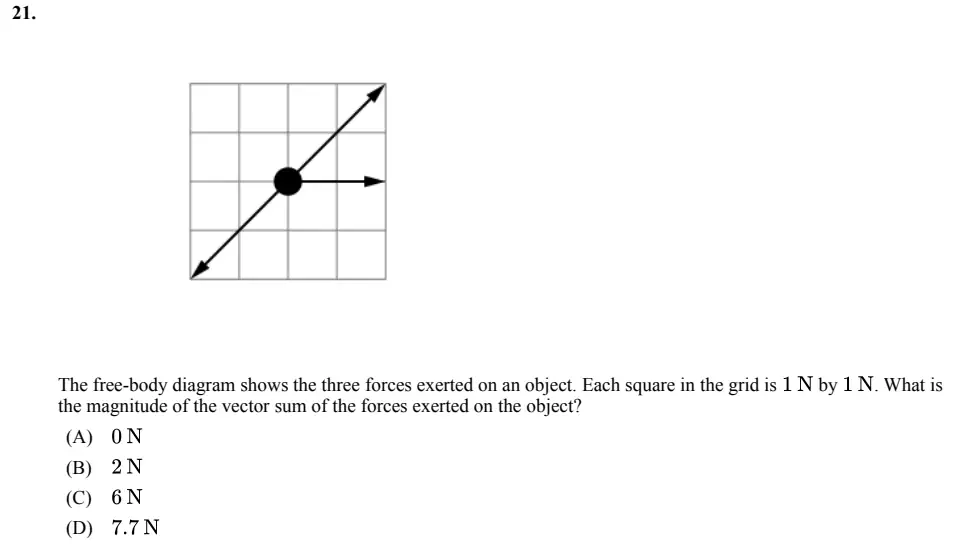 21.
The free-body diagram shows the three forces exerted on an object. Each square in the grid is 1 N by 1 N. What is
the magnitude of the vector sum of the forces exerted on the object?
(A) 0 N
(B) 2 N
(C) 6 N
(D) 7.7 N